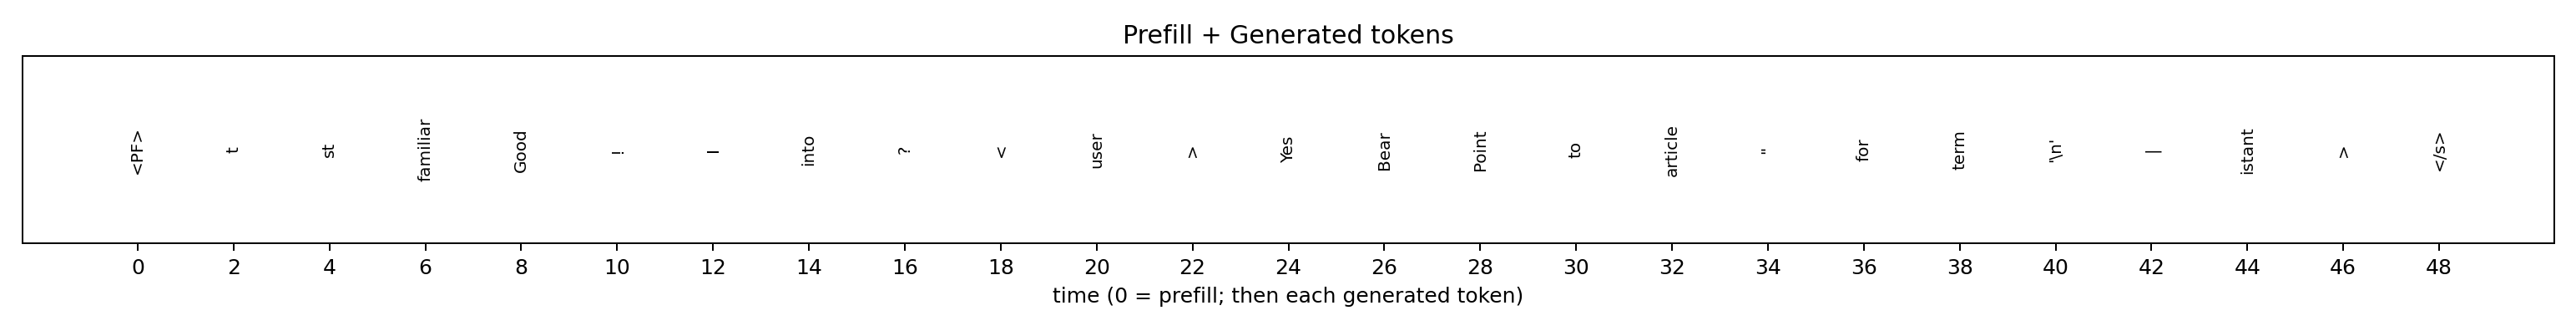 Prefill + Generated tokens
<PF> t st familliar Good ! I into ? < user > Yes Bear Point to article " for term '\n' | istant > </s>
0 2 4 6 8 10 12 14 16 18 20 22 24 26 28 30 32 34 36 38 40 42 44 46 48
time (0 = prefill; then each generated token)